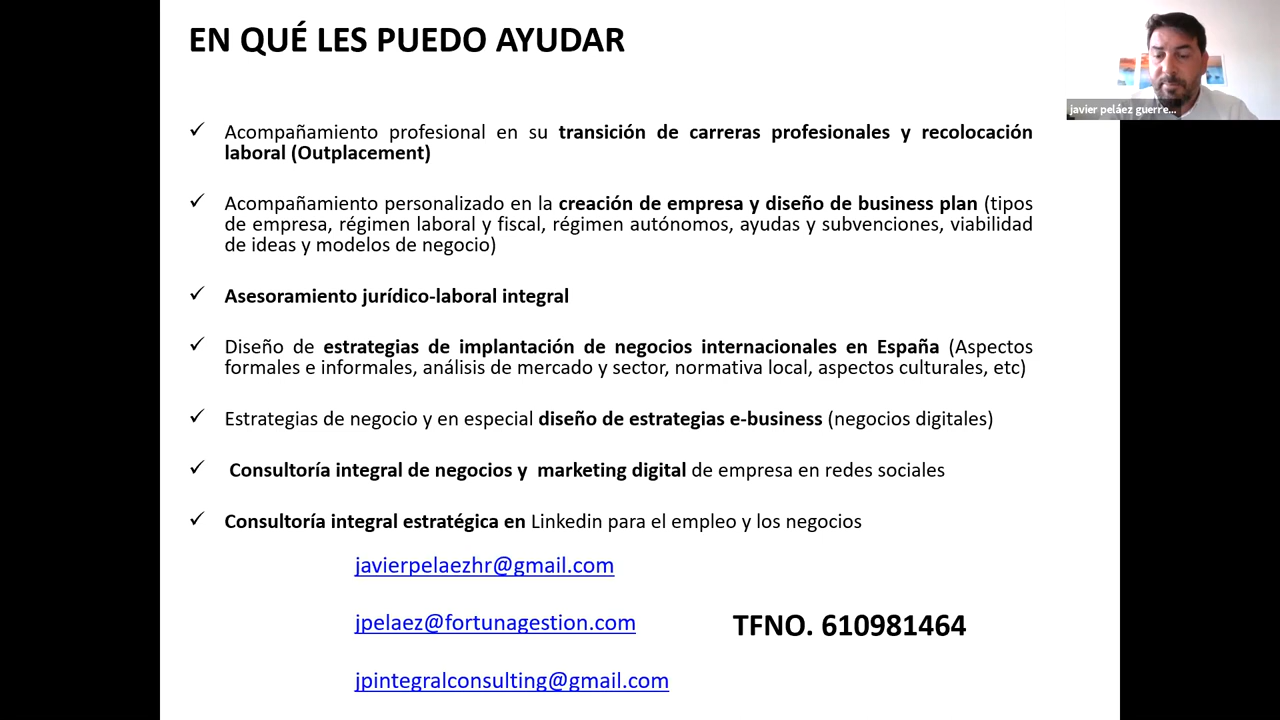 EN QUÉ LES PUEDO AYUDAR
javier peláez guerre...
✓ Acompañamiento profesional en su transición de carreras profesionales y recolocación
laboral (Outplacement)
✓ Acompañamiento personalizado en la creación de empresa y diseño de business plan (tipos
de empresa, régimen laboral y fiscal, régimen autónomos, ayudas y subvenciones, viabilidad
de ideas y modelos de negocio)
✓ Asesoramiento jurídico-laboral integral
✓ Diseño de estrategias de implantación de negocios internacionales en España (Aspectos
formales e informales, análisis de mercado y sector, normativa local, aspectos culturales, etc)
✓ Estrategias de negocio y en especial diseño de estrategias e-business (negocios digitales)
✓ Consultoría integral de negocios y marketing digital de empresa en redes sociales
✓ Consultoría integral estratégica en Linkedin para el empleo y los negocios
javierpelaezhr@gmail.com
jpelaez@fortunagestion.com
TFNO. 610981464
jpintegralconsulting@gmail.com